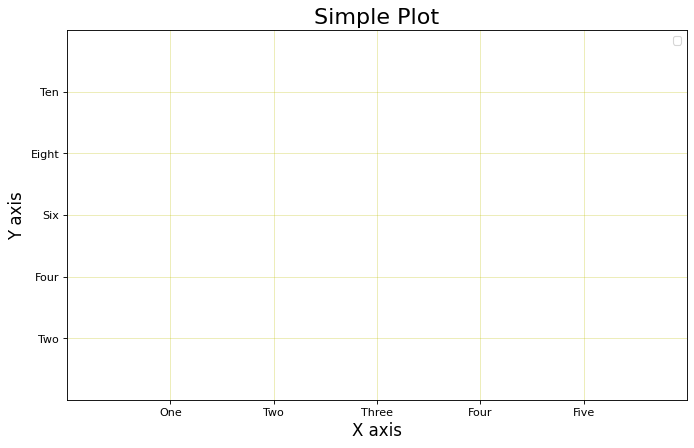 Simple Plot
Y axis
Ten
Eight
Six
Four
Two
One Two Three Four Five
X axis